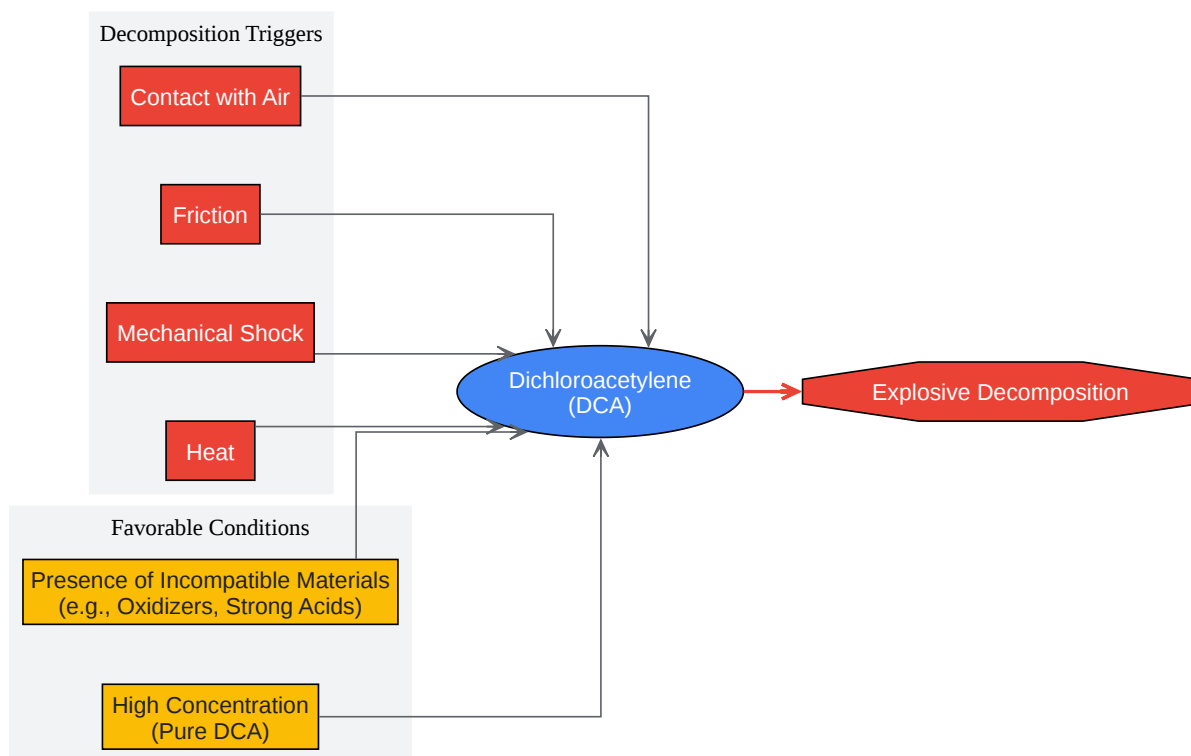 Decomposition Triggers
Contact with Air
Friction
Mechanical Shock
Heat
Dichloroacetylene
(DCA)
Explosive Decomposition
Favorable Conditions
Presence of Incompatible Materials
(e.g., Oxidizers, Strong Acids)
High Concentration
(Pure DCA)